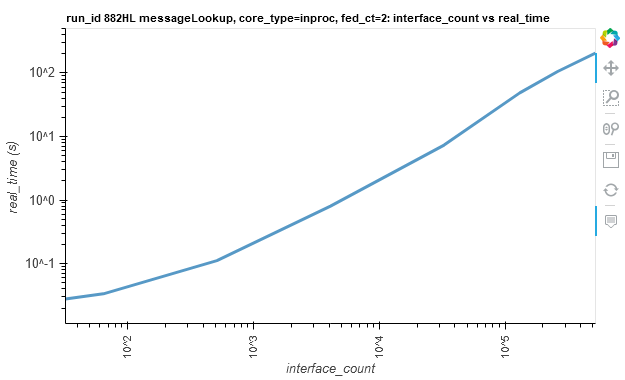 run_id 882HL messageLookup, core_type=inproc, fed_ct=2: interface_count vs real_time
10^2
10^1
10^0
10^-1
real_time (s)
10^2
10^3
10^4
10^5
interface_count